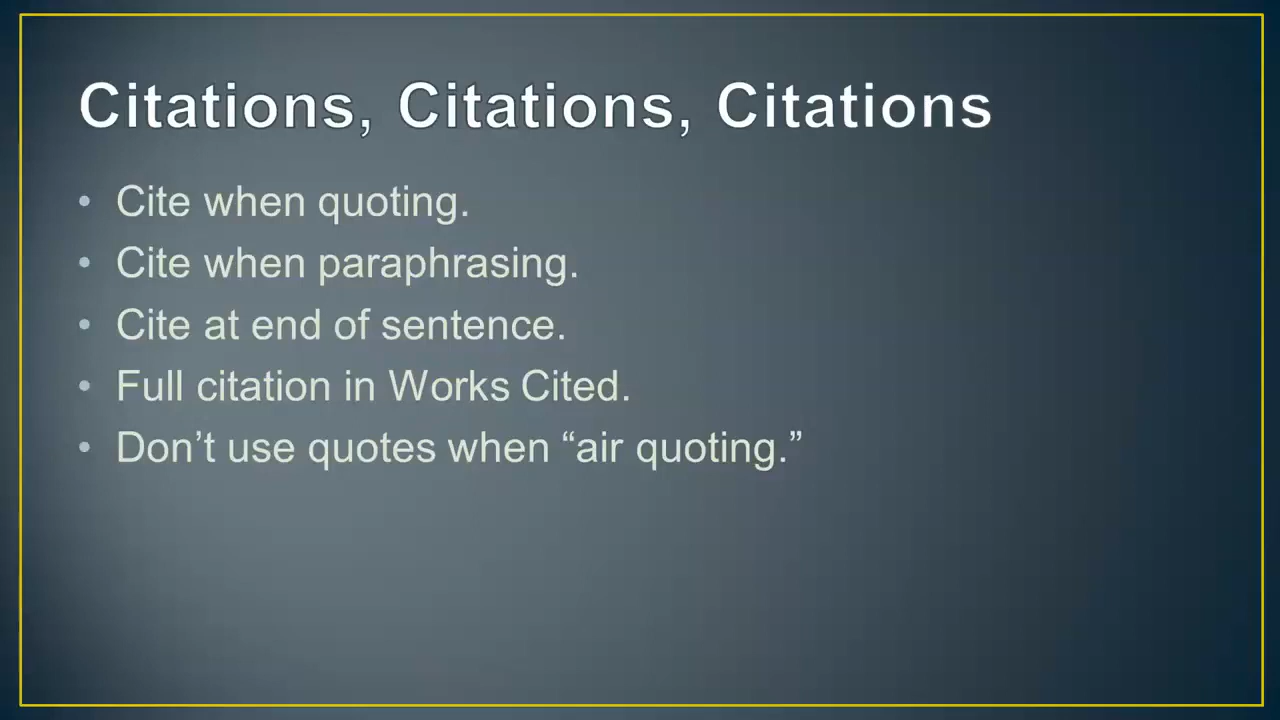 Citations, Citations, Citations
• Cite when quoting.
• Cite when paraphrasing.
• Cite at end of sentence.
• Full citation in Works Cited.
• Don’t use quotes when “air quoting.”